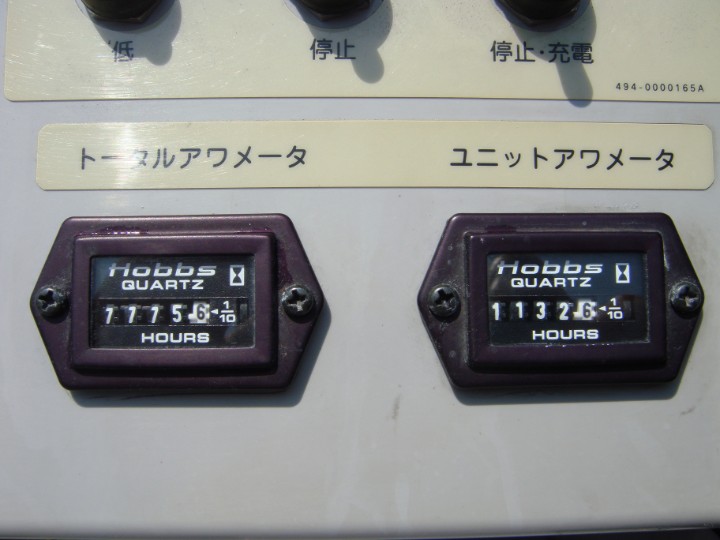 低
停止
停止・充電
494-0000165A
トータルアワメータ
ユニットアワメータ
Hobbs
QUARTZ
7775.6 ◄1/10
HOURS
Hobbs
QUARTZ
1132.6 ◄1/10
HOURS